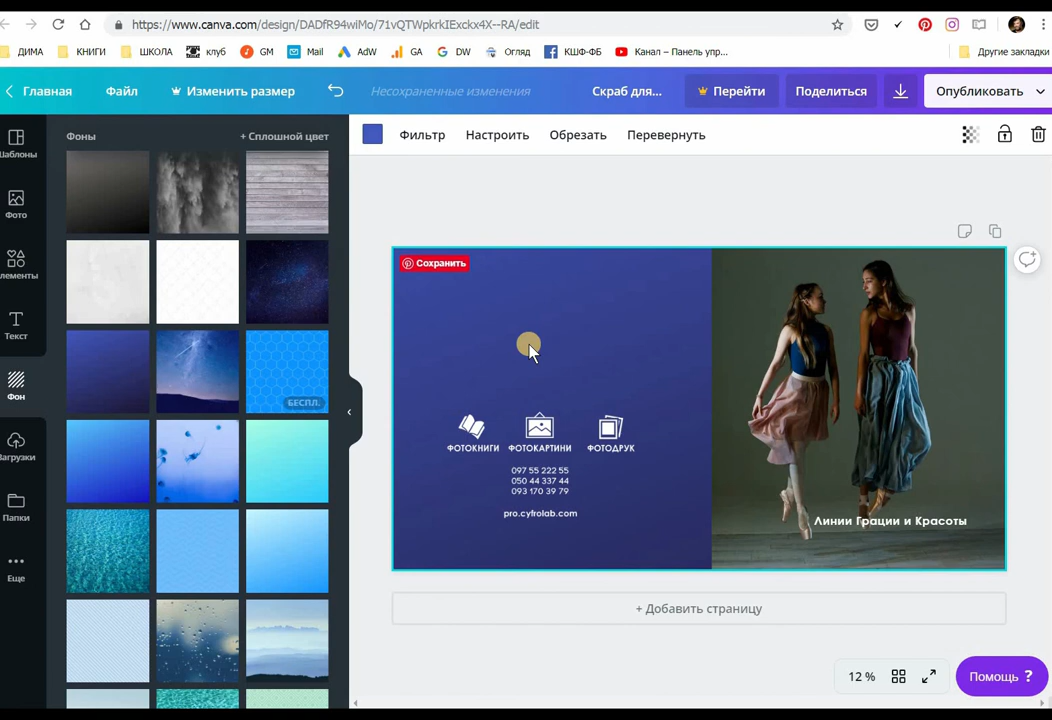 https://www.canva.com/design/DADfR94wiMo/71vQTWpkrkIExckx4X--RA/edit
ДИМА КНИГИ ШКОЛА клуб GM Mail AdW GA DW Огляд КШФ-ФБ Канал – Панель упр... Другие закладки
Главная Файл Изменить размер Несохраненные изменения Скраб для... Перейти Поделиться Опубликовать
Фоны + Сплошной цвет
Фильтр Настроить Обрезать Перевернуть
Шаблоны
Фото
Элементы
Текст
Фон
Загрузки
Папки
Еще
БЕСПЛ.
Сохранить
ФОТОКНИГИ ФОТОКАРТИНИ ФОТОДРУК
097 55 222 55
050 44 337 44
093 170 39 79
pro.cyfrolab.com
Линии Грации и Красоты
+ Добавить страницу
12 %
Помощь ?